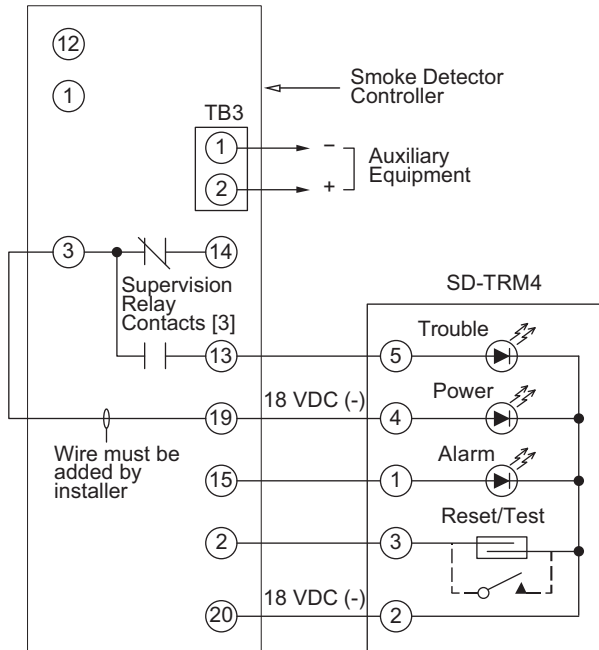 12
1
Smoke Detector
Controller
TB3
1
–
2
+
Auxiliary
Equipment
3
14
Supervision
Relay
Contacts [3]
13
SD-TRM4
Trouble
5
19
18 VDC (-)
4
Power
Wire must be
added by
installer
15
1
Alarm
2
3
Reset/Test
20
18 VDC (-)
2